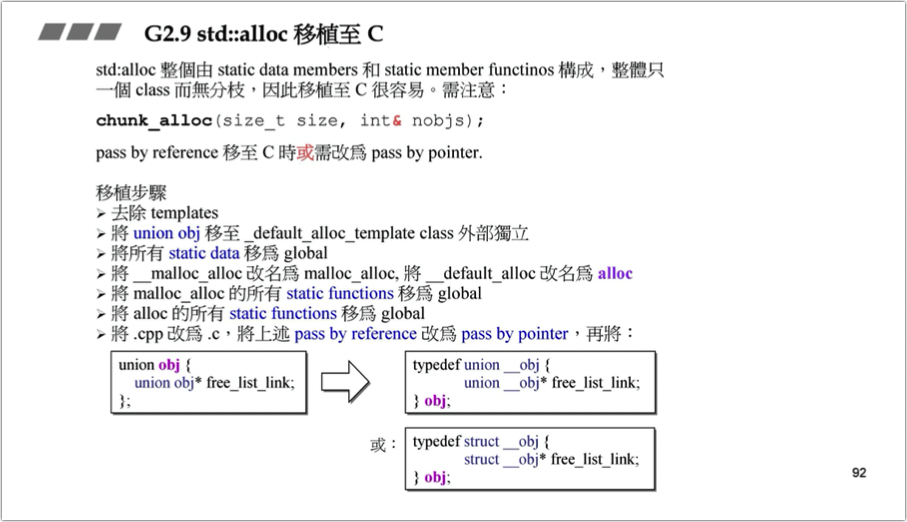 G2.9 std::alloc 移植至 C
std:alloc 整個由 static data members 和 static member functinos 構成，整體只
一個 class 而無分枝，因此移植至 C 很容易。需注意：
chunk_alloc(size_t size, int& nobjs);
pass by reference 移至 C 時或需改爲 pass by pointer.
移植步驟
➢ 去除 templates
➢ 將 union obj 移至 _default_alloc_template class 外部獨立
➢ 將所有 static data 移爲 global
➢ 將 __malloc_alloc 改名爲 malloc_alloc, 將 __default_alloc 改名爲 alloc
➢ 將 malloc_alloc 的所有 static functions 移爲 global
➢ 將 alloc 的所有 static functions 移爲 global
➢ 將 .cpp 改爲 .c，將上述 pass by reference 改爲 pass by pointer，再將：
union obj {
union obj* free_list_link;
};
typedef union __obj {
union __obj* free_list_link;
} obj;
或：
typedef struct __obj {
struct __obj* free_list_link;
} obj;
92